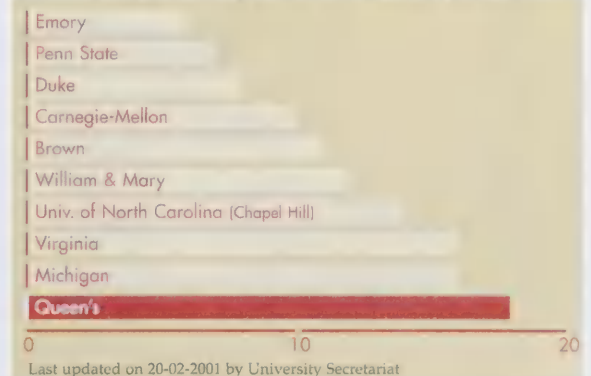 Emory
Penn State
Duke
Carnegie-Mellon
Brown
William & Mary
Univ. of North Carolina (Chapel Hill)
Virginia
Michigan
Queen's
0 10 20
Last updated on 20-02-2001 by University Secretariat